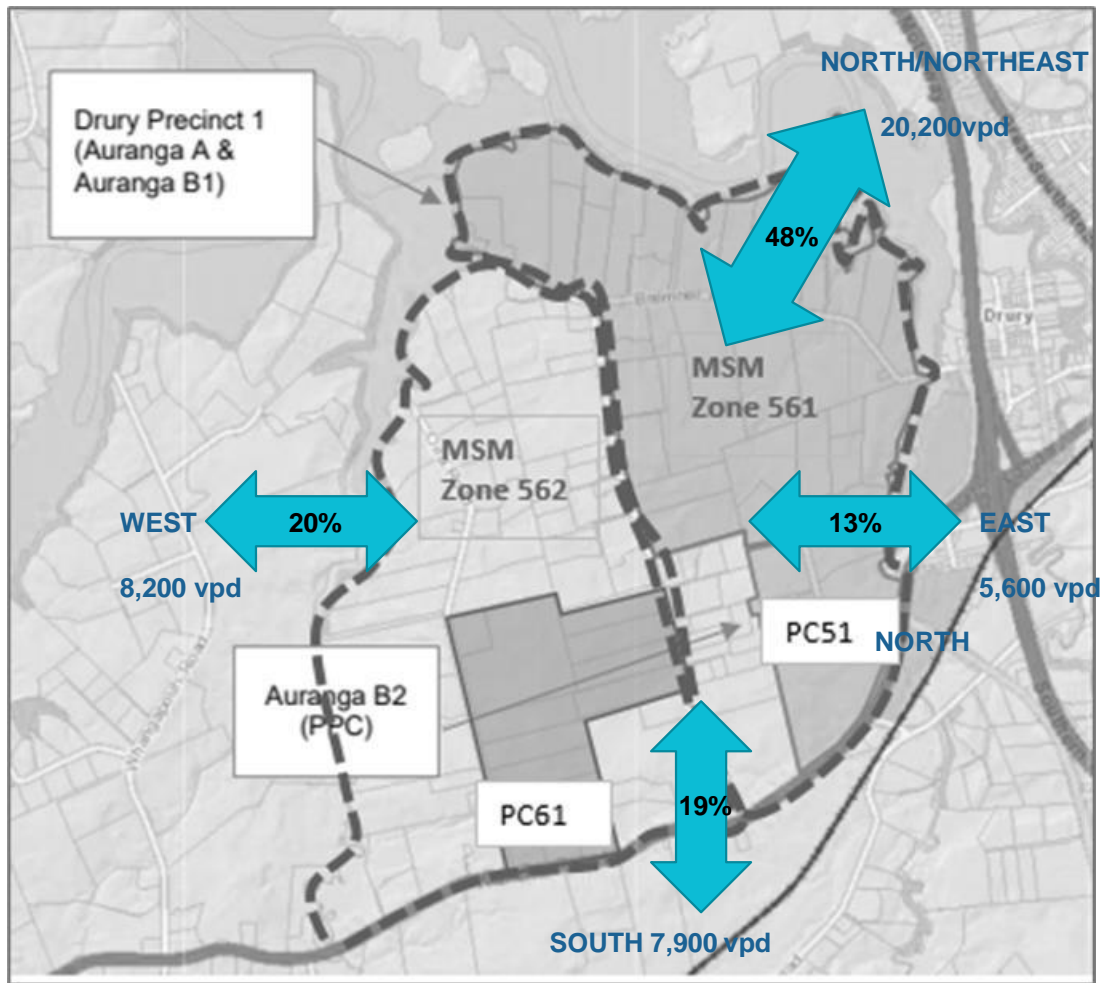 NORTH/NORTHEAST
20,200vpd
Drury Precinct 1
(Auranga A &
Auranga B1)
48%
Drury
MSM
Zone 561
MSM
Zone 562
WEST
20%
13%
EAST
8,200 vpd
5,600 vpd
PC51
NORTH
Auranga B2
(PPC)
PC61
19%
SOUTH 7,900 vpd